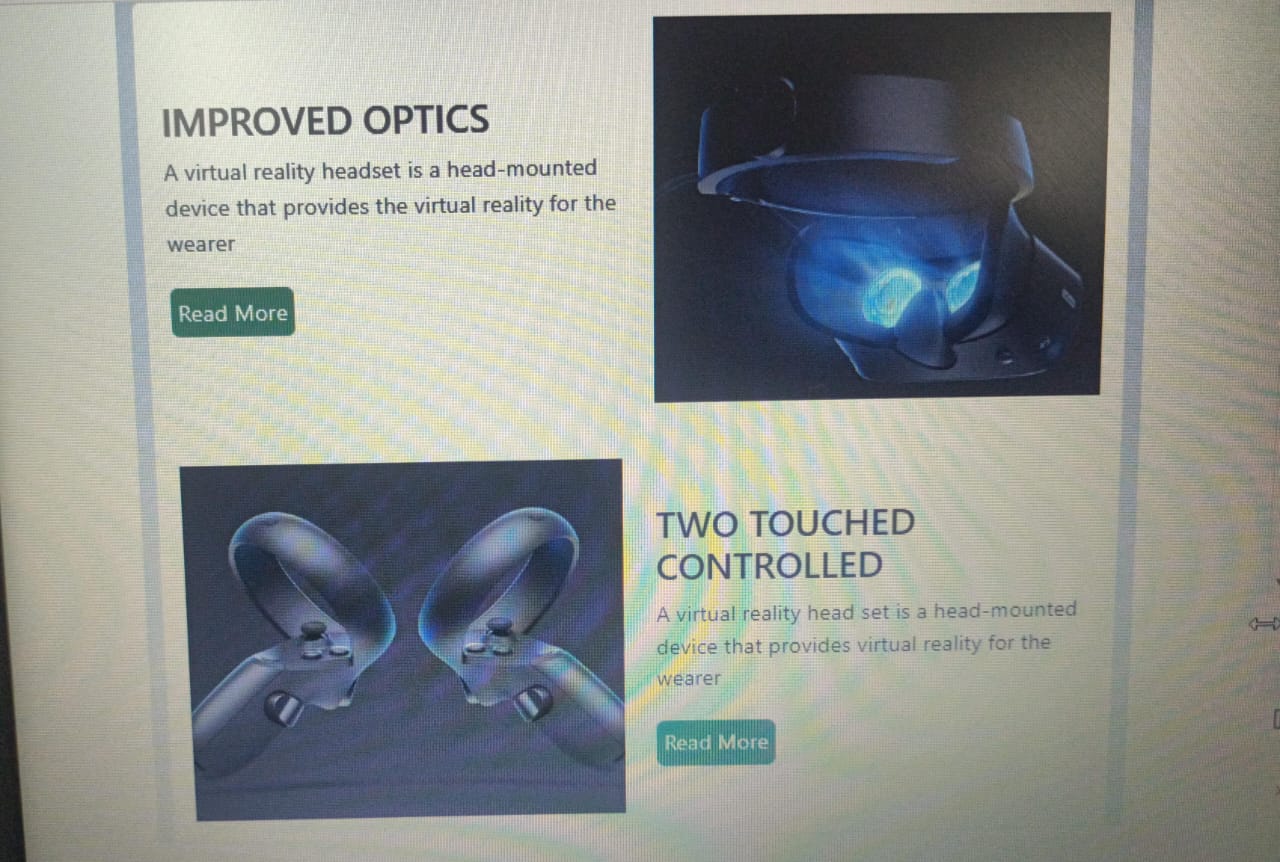 IMPROVED OPTICS
A virtual reality headset is a head-mounted
device that provides the virtual reality for the
wearer
Read More
TWO TOUCHED
CONTROLLED
A virtual reality head set is a head-mounted
device that provides virtual reality for the
wearer
Read More